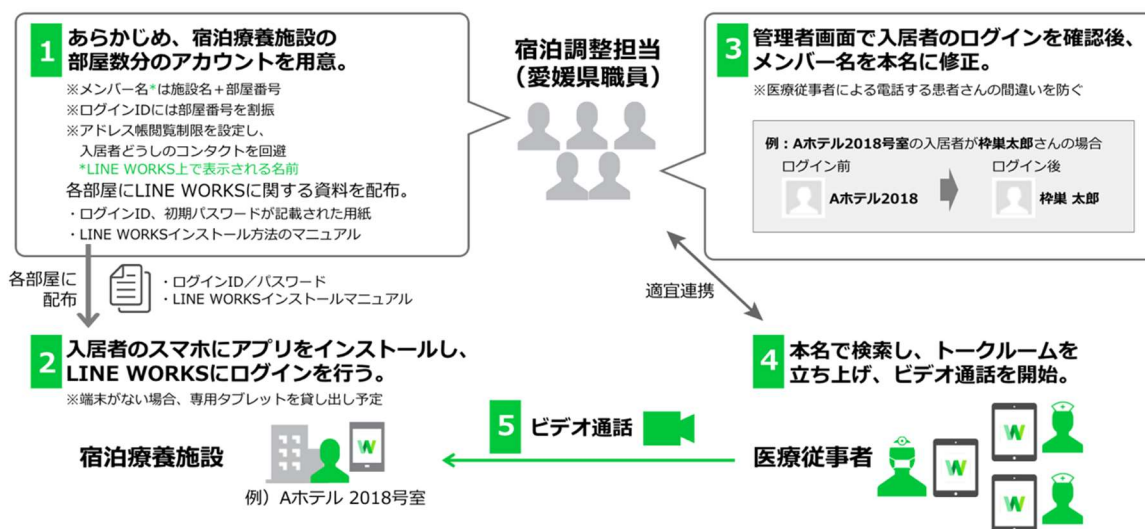 1
あらかじめ、宿泊療養施設の
部屋数分のアカウントを用意。
※メンバー名*は施設名＋部屋番号
※ログインIDには部屋番号を割振
※アドレス帳閲覧制限を設定し、
入居者どうしのコンタクトを回避
*LINE WORKS上で表示される名前
各部屋にLINE WORKSに関する資料を配布。
・ログインID、初期パスワードが記載された用紙
・LINE WORKSインストール方法のマニュアル
宿泊調整担当
（愛媛県職員）
3
管理者画面で入居者のログインを確認後、
メンバー名を本名に修正。
※医療従事者による電話する患者さんの間違いを防ぐ
例：Aホテル2018号室の入居者が枠巣太郎さんの場合
ログイン前
Aホテル2018
ログイン後
枠巣 太郎
各部屋に
配布
・ログインID／パスワード
・LINE WORKSインストールマニュアル
適宜連携
2
入居者のスマホにアプリをインストールし、
LINE WORKSにログインを行う。
※端末がない場合、専用タブレットを貸し出し予定
宿泊療養施設
W
例）Aホテル 2018号室
5
ビデオ通話
4
本名で検索し、トークルームを
立ち上げ、ビデオ通話を開始。
医療従事者
W
W
W